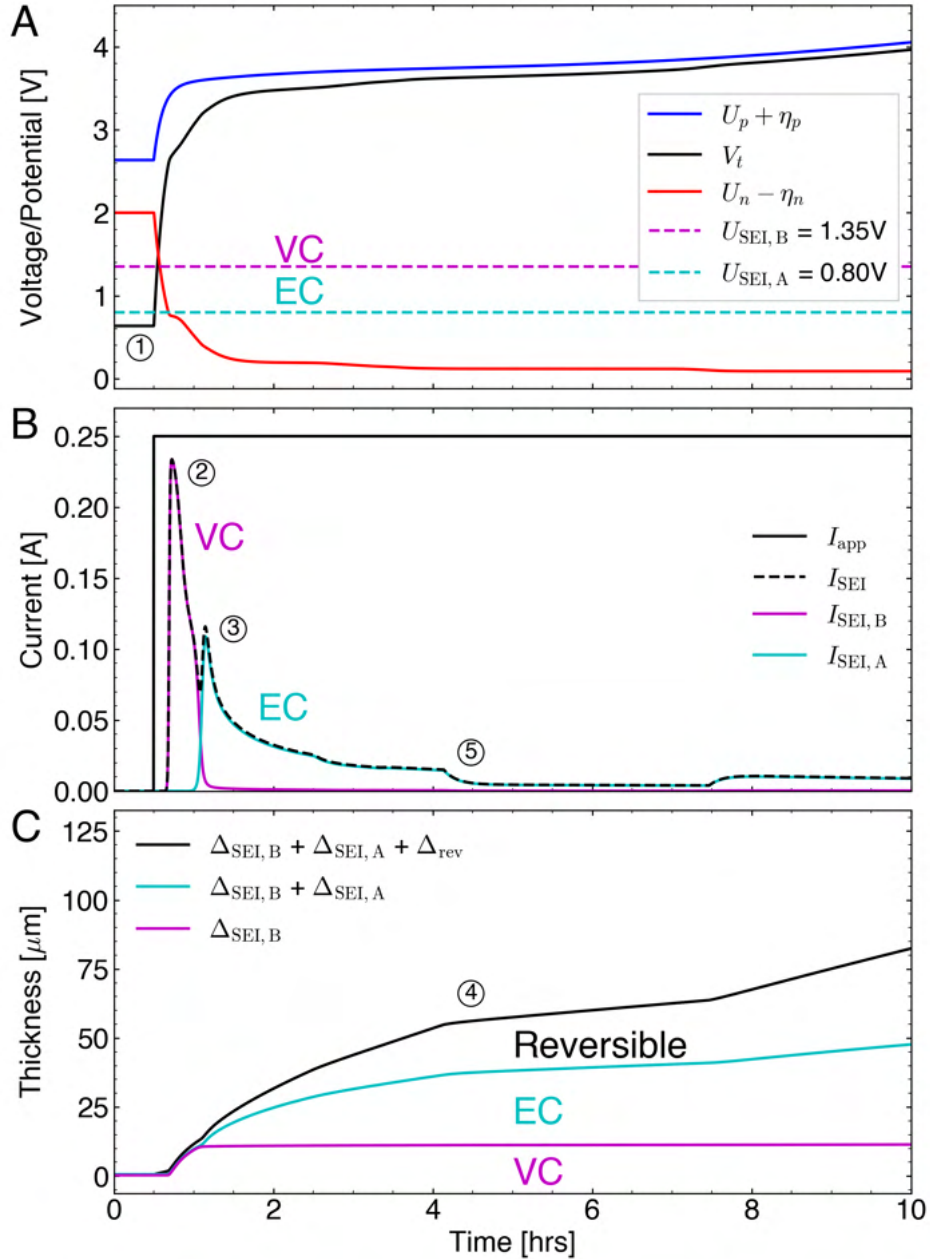 A
Voltage/Potential [V]
4
3
2
1
0
U_p + η_p
V_t
U_n − η_n
U_SEI, B = 1.35V
U_SEI, A = 0.80V
VC
EC
①
B
Current [A]
0.25
0.20
0.15
0.10
0.05
0.00
②
VC
③
EC
⑤
I_app
I_SEI
I_SEI, B
I_SEI, A
C
Thickness [μm]
125
100
75
50
25
0
Δ_SEI, B + Δ_SEI, A + Δ_rev
Δ_SEI, B + Δ_SEI, A
Δ_SEI, B
④
Reversible
EC
VC
0 2 4 6 8 10
Time [hrs]